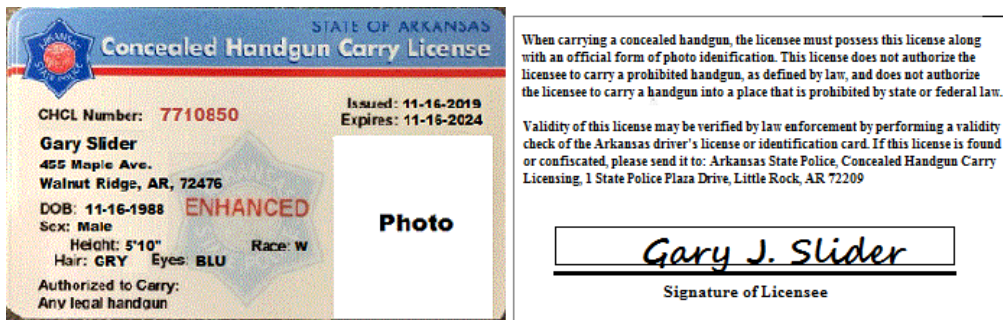 STATE OF ARKANSAS
Concealed Handgun Carry License
ARKANSAS
STATE POLICE
CHCL Number: 7710850
Issued: 11-16-2019
Expires: 11-16-2024
Gary Slider
455 Maple Ave.
Walnut Ridge, AR, 72476
DOB: 11-16-1988 ENHANCED
Sex: Male
Height: 5'10" Race: W
Hair: GRY Eyes: BLU
Authorized to Carry:
Any legal handgun
Photo
When carrying a concealed handgun, the licensee must possess this license along
with an official form of photo idenification. This license does not authorize the
licensee to carry a prohibited handgun, as defined by law, and does not authorize
the licensee to carry a handgun into a place that is prohibited by state or federal law.
Validity of this license may be verified by law enforcement by performing a validity
check of the Arkansas driver's license or identification card. If this license is found
or confiscated, please send it to: Arkansas State Police, Concealed Handgun Carry
Licensing, 1 State Police Plaza Drive, Little Rock, AR 72209
Gary J. Slider
Signature of Licensee